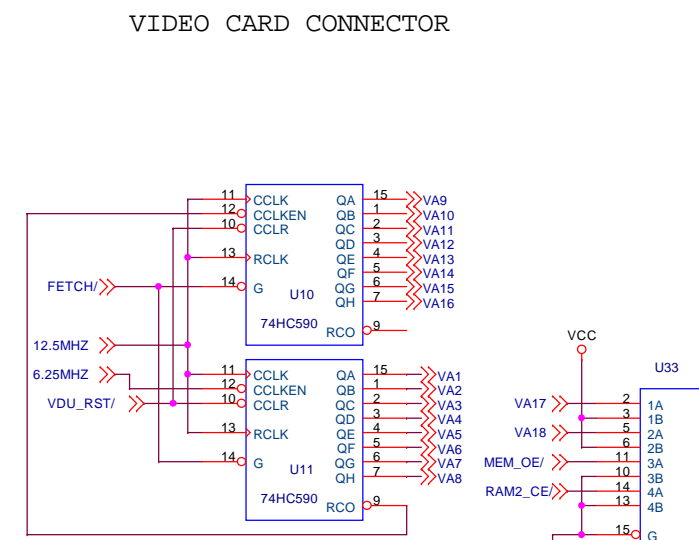 VIDEO CARD CONNECTOR
11 CCLK QA 15 VA9
12 CCLKEN QB 1 VA10
10 CCLR QC 2 VA11
QD 3 VA12
13 RCLK QE 4 VA13
QF 5 VA14
FETCH/ 14 G QG 6 VA15
U10 QH 7 VA16
74HC590 RCO 9
VCC
12.5MHZ
U33
6.25MHZ 11 CCLK QA 15 VA1
12 CCLKEN QB 1 VA2
VDU_RST/ 10 CCLR QC 2 VA3
QD 3 VA4
13 RCLK QE 4 VA5
QF 5 VA6
14 G QG 6 VA7
U11 QH 7 VA8
74HC590 RCO 9
VA17 2 1A
3 1B
VA18 5 2A
6 2B
MEM_OE/ 11 3A
10 3B
RAM2_CE/ 14 4A
13 4B
15 G